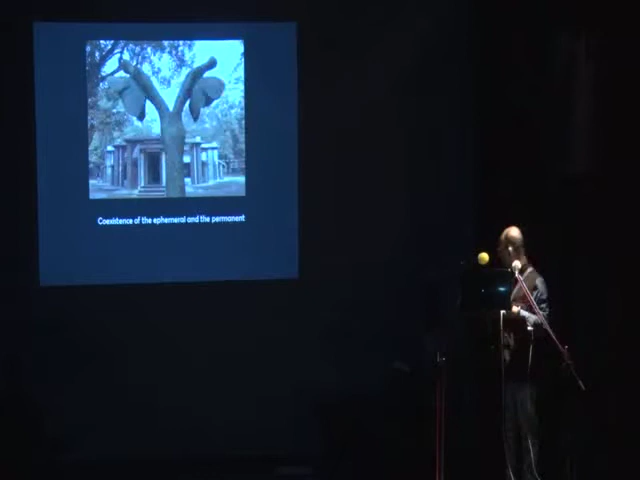 Coexistence of the ephemeral and the permanent